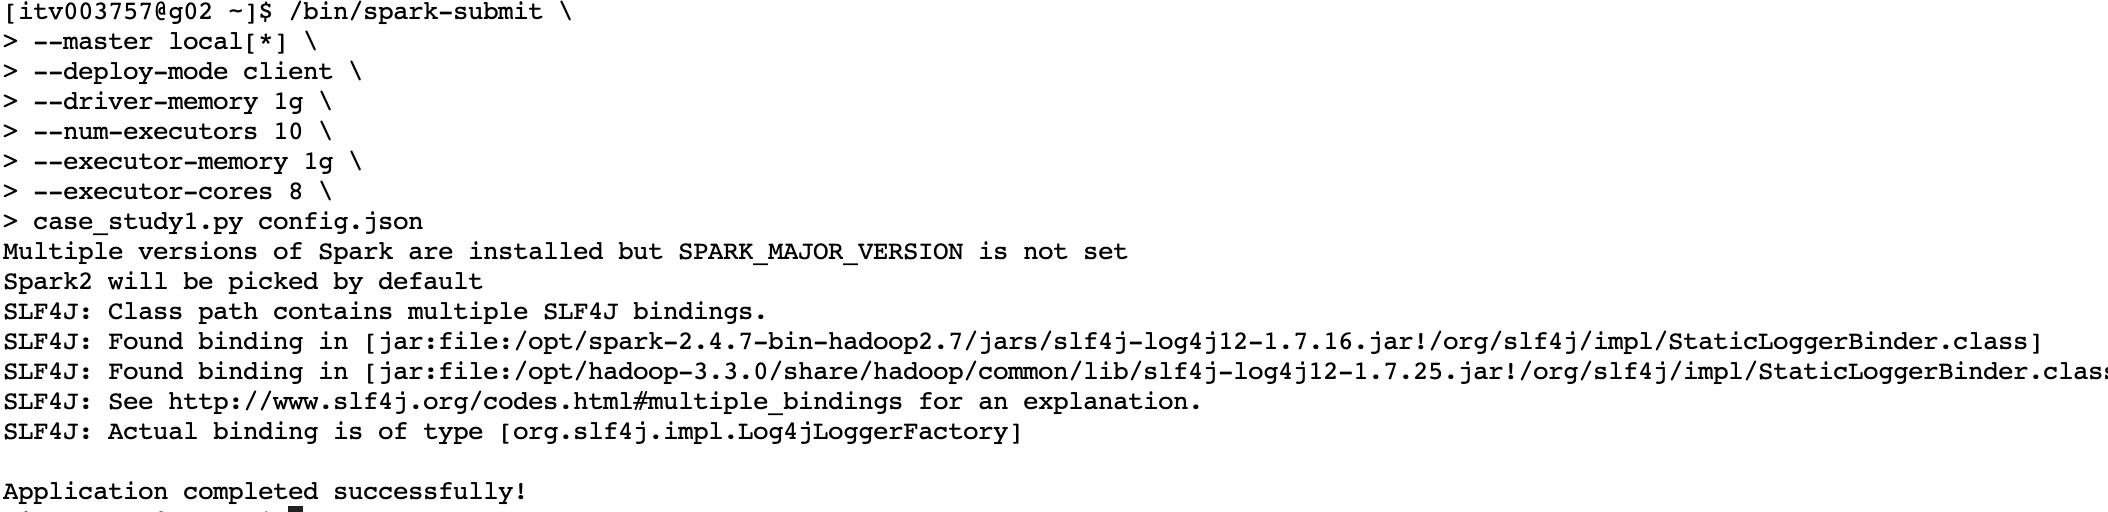 [itv003757@g02 ~]$ /bin/spark-submit \
> --master local[*] \
> --deploy-mode client \
> --driver-memory 1g \
> --num-executors 10 \
> --executor-memory 1g \
> --executor-cores 8 \
> case_study1.py config.json
Multiple versions of Spark are installed but SPARK_MAJOR_VERSION is not set
Spark2 will be picked by default
SLF4J: Class path contains multiple SLF4J bindings.
SLF4J: Found binding in [jar:file:/opt/spark-2.4.7-bin-hadoop2.7/jars/slf4j-log4j12-1.7.16.jar!/org/slf4j/impl/StaticLoggerBinder.class]
SLF4J: Found binding in [jar:file:/opt/hadoop-3.3.0/share/hadoop/common/lib/slf4j-log4j12-1.7.25.jar!/org/slf4j/impl/StaticLoggerBinder.clas
SLF4J: See http://www.slf4j.org/codes.html#multiple_bindings for an explanation.
SLF4J: Actual binding is of type [org.slf4j.impl.Log4jLoggerFactory]
Application completed successfully!